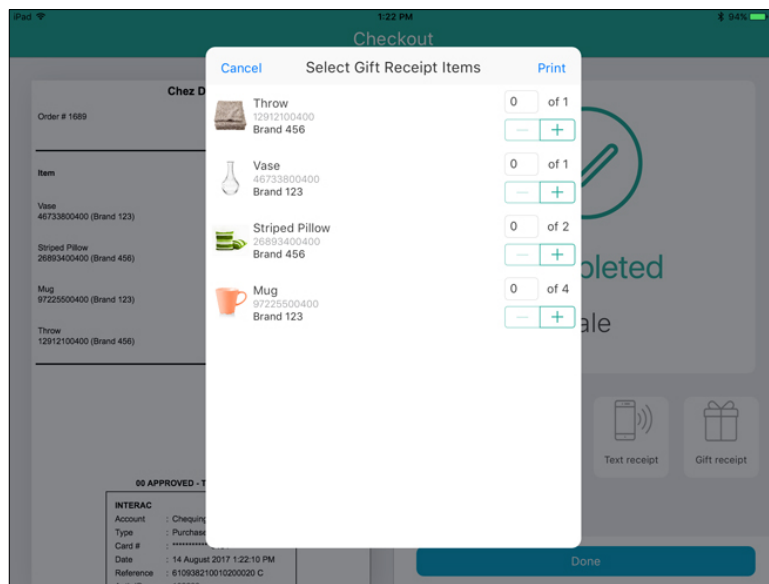 iPad
1:22 PM
94%
Checkout
Cancel
Select Gift Receipt Items
Print
Throw
12912100400
Brand 456
0 of 1
Vase
46733800400
Brand 123
0 of 1
Striped Pillow
26893400400
Brand 456
0 of 2
Mug
97225500400
Brand 123
0 of 4
Chez D
Order # 1689
Item
Vase
46733800400 (Brand 123)
Striped Pillow
26893400400 (Brand 456)
Mug
97225500400 (Brand 123)
Throw
12912100400 (Brand 456)
00 APPROVED - T
INTERAC
Account : Chequing
Type : Purchase
Card # : ************
Date : 14 August 2017 1:22:10 PM
Reference : 610938210010200020 C
pleted
ale
Text receipt
Gift receipt
Done